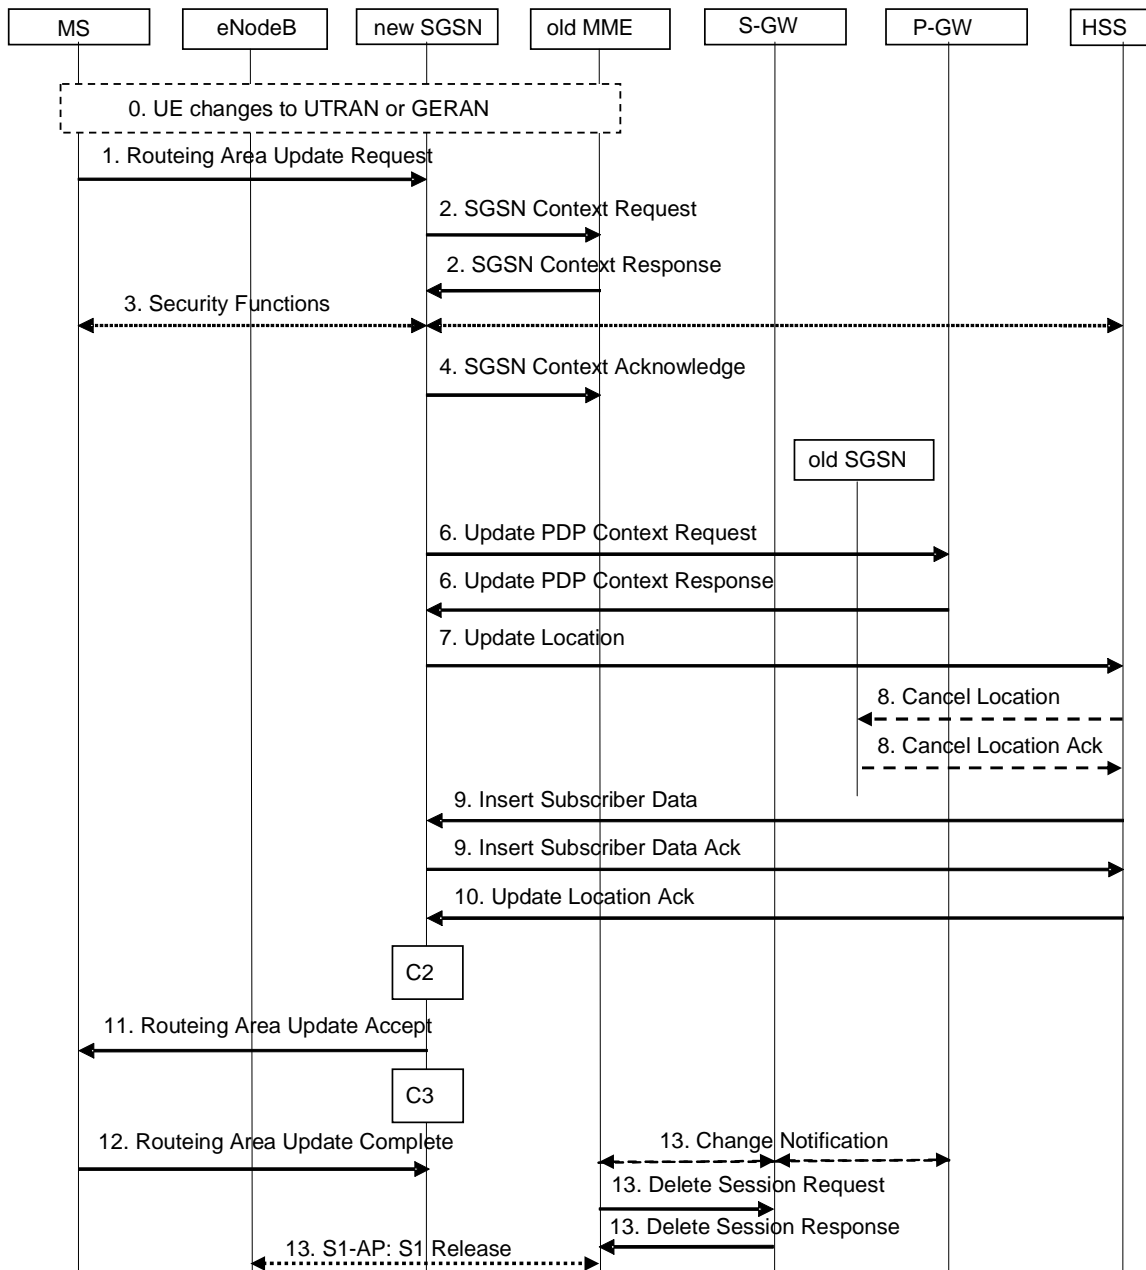 MS
eNodeB
new SGSN
old MME
S-GW
P-GW
HSS
0. UE changes to UTRAN or GERAN
1. Routeing Area Update Request
2. SGSN Context Request
2. SGSN Context Response
3. Security Functions
4. SGSN Context Acknowledge
old SGSN
6. Update PDP Context Request
6. Update PDP Context Response
7. Update Location
8. Cancel Location
8. Cancel Location Ack
9. Insert Subscriber Data
9. Insert Subscriber Data Ack
10. Update Location Ack
C2
11. Routeing Area Update Accept
C3
12. Routeing Area Update Complete
13. Change Notification
13. Delete Session Request
13. Delete Session Response
13. S1-AP: S1 Release